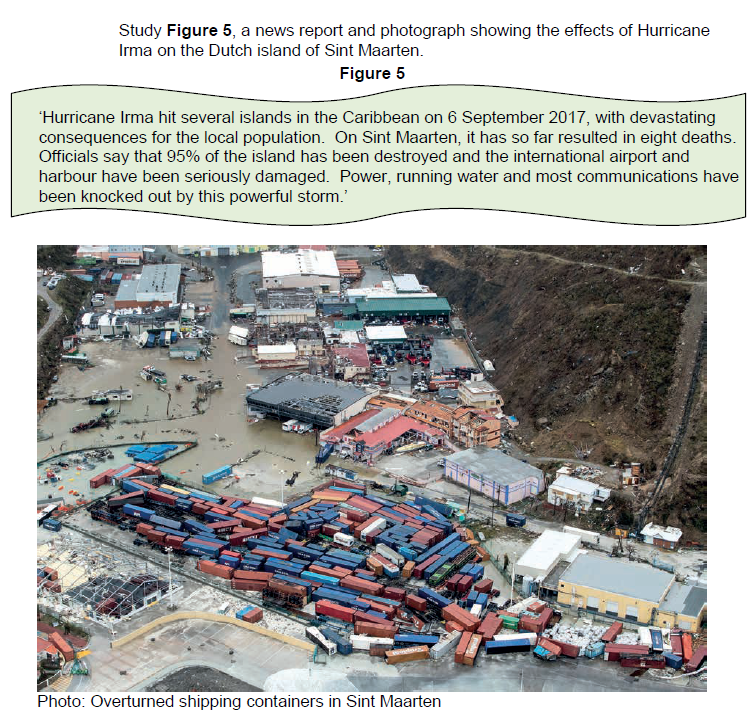 Study Figure 5, a news report and photograph showing the effects of Hurricane
Irma on the Dutch island of Sint Maarten.
Figure 5
‘Hurricane Irma hit several islands in the Caribbean on 6 September 2017, with devastating
consequences for the local population.  On Sint Maarten, it has so far resulted in eight deaths.
Officials say that 95% of the island has been destroyed and the international airport and
harbour have been seriously damaged.  Power, running water and most communications have
been knocked out by this powerful storm.’
Photo: Overturned shipping containers in Sint Maarten